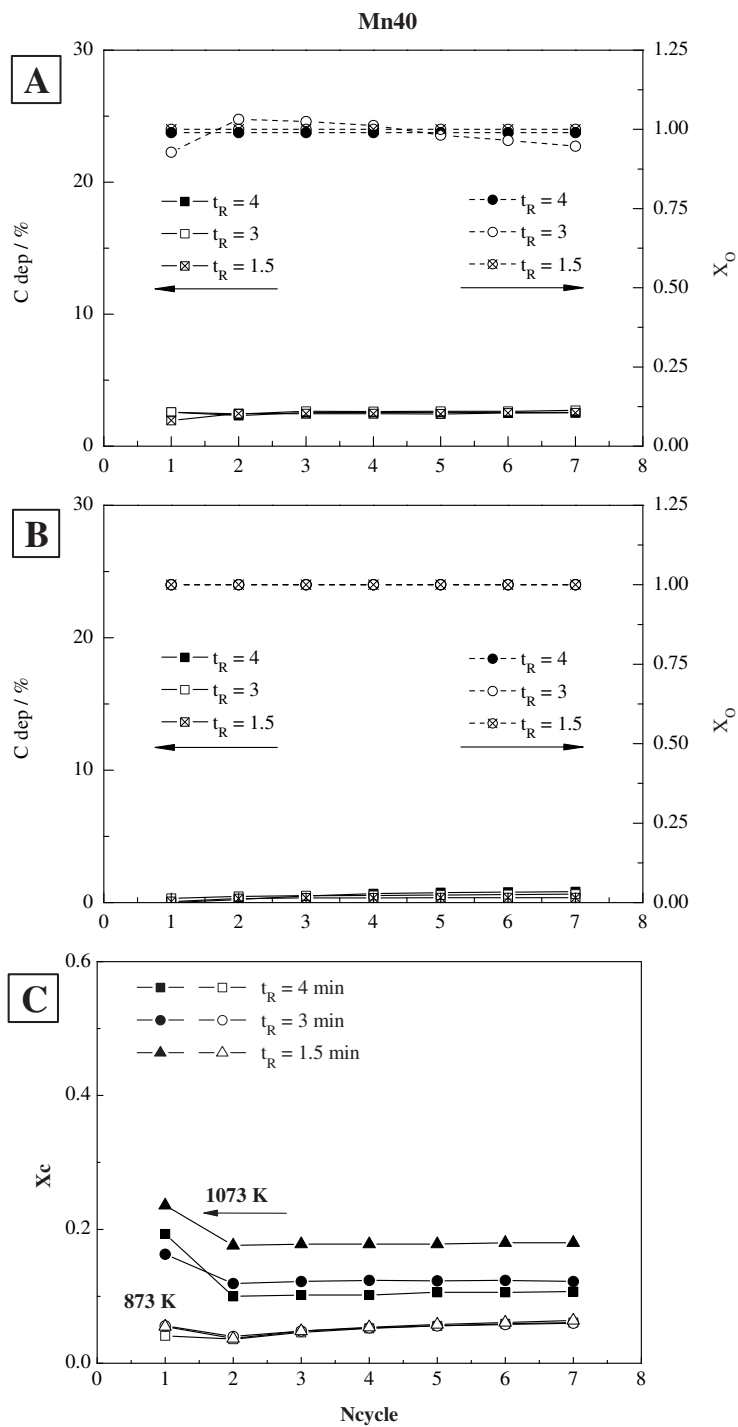 Mn40
A
30
20
10
0
C dep / %
1.25
1.00
0.75
0.50
0.25
0.00
X_O
t_R = 4
t_R = 3
t_R = 1.5
t_R = 4
t_R = 3
t_R = 1.5
0 1 2 3 4 5 6 7 8
B
30
20
10
0
C dep / %
1.25
1.00
0.75
0.50
0.25
0.00
X_O
t_R = 4
t_R = 3
t_R = 1.5
t_R = 4
t_R = 3
t_R = 1.5
0 1 2 3 4 5 6 7 8
C
0.6
0.4
0.2
0.0
Xc
t_R = 4 min
t_R = 3 min
t_R = 1.5 min
1073 K
873 K
0 1 2 3 4 5 6 7 8
Ncycle